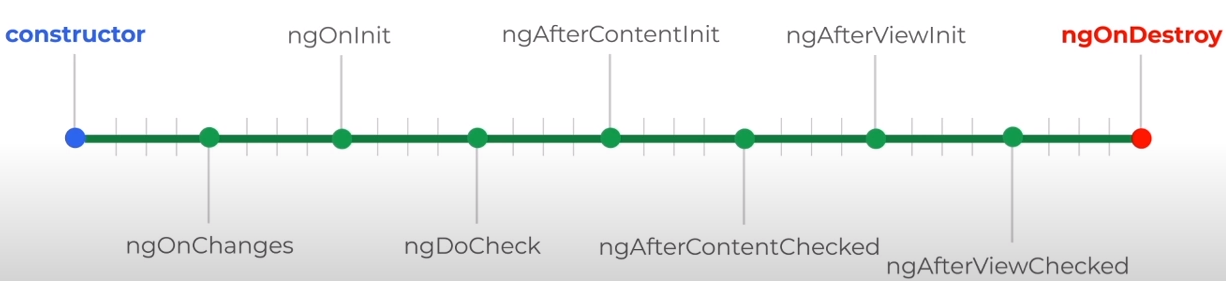 constructor
ngOnInit
ngAfterContentInit
ngAfterViewInit
ngOnDestroy
ngOnChanges
ngDoCheck
ngAfterContentChecked
ngAfterViewChecked